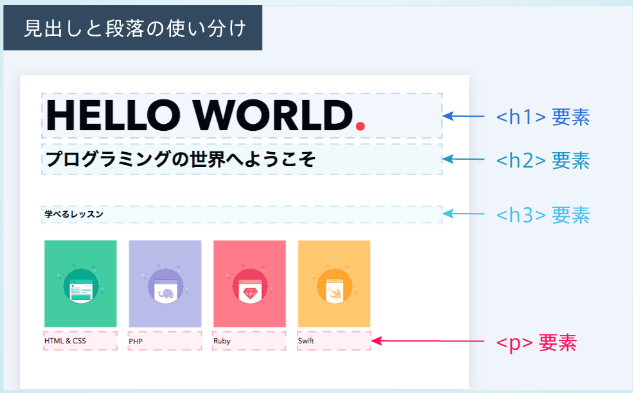 見出しと段落の使い分け
HELLO WORLD.
<h1> 要素
プログラミングの世界へようこそ
<h2> 要素
学べるレッスン
<h3> 要素
HTML & CSS
PHP
Ruby
Swift
<p> 要素